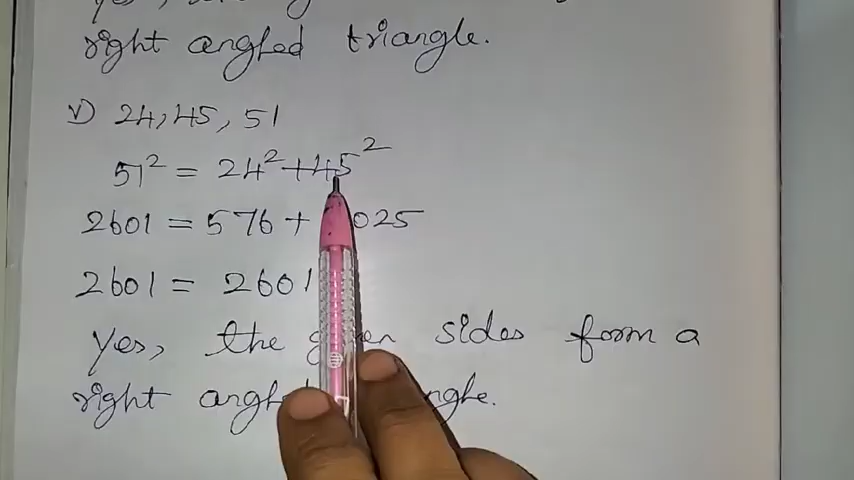 right angled triangle.
v) 24, 45, 51
51² = 24² + 45²
2601 = 576 + 025
2601 = 2601
Yes, the sides form a
right